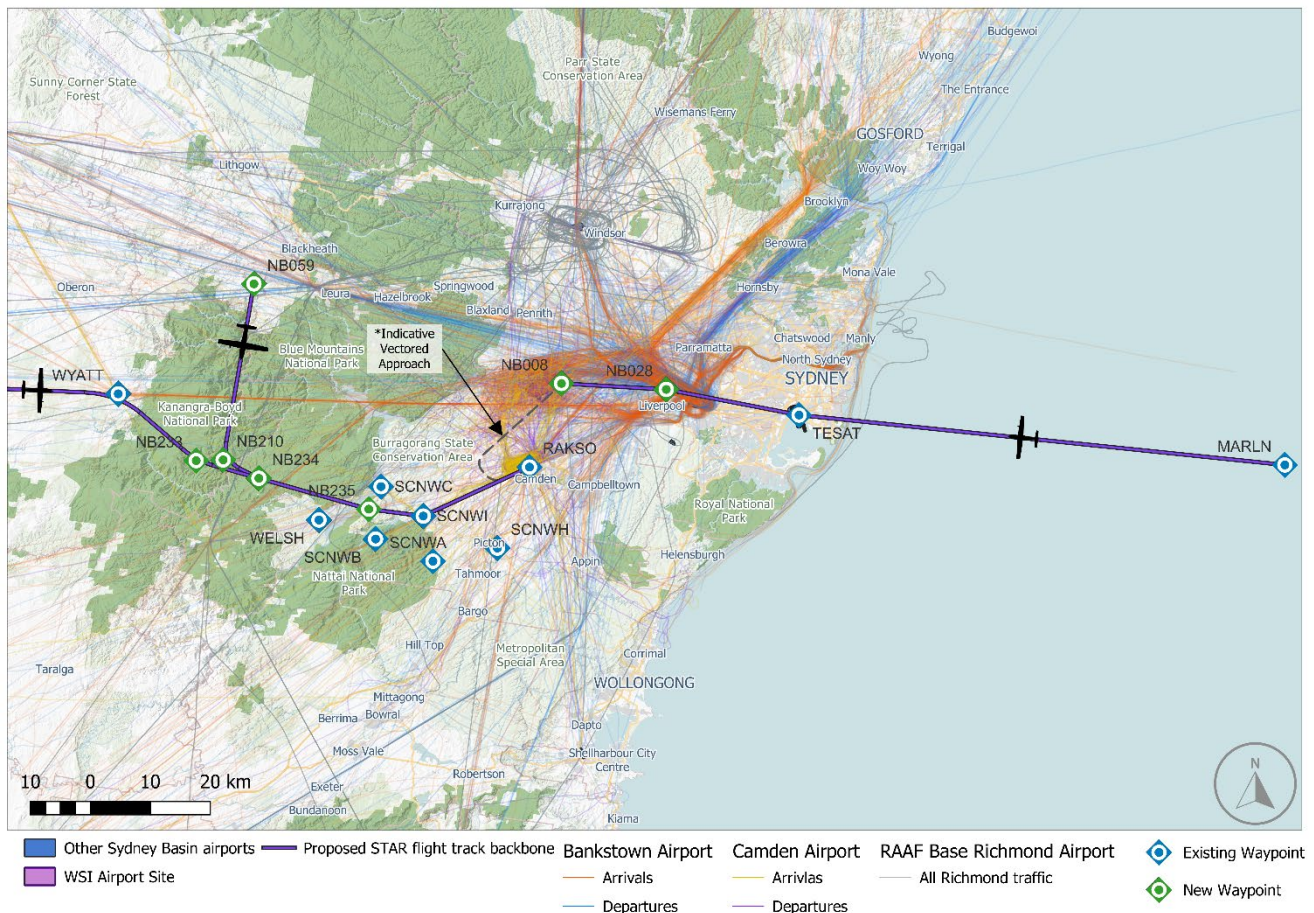 Budgewoi
Parr State
Conservation Area
Wyong
Sunny Corner State
Forest
The Entrance
Wisemans Ferry
GOSFORD
Terrigal
Lithgow
Woy Woy
Kurrajong
Brooklyn
Windsor
Blackheath
Berowra
NB059
Mona Vale
Oberon
Leura
Hazelbrook
Springwood
Hornsby
Blaxland
Penrith
*Indicative
Vectored
Approach
Chatswood
Manly
Parramatta
Blue Mountains
National Park
NB008
NB028
North Sydney
WYATT
SYDNEY
Kanangra-Boyd
National Park
Liverpool
TESAT
NB233
NB210
Burragorang State
Conservation Area
RAKSO
MARLN
NB234
Camden
NB235
SCNWC
Campbelltown
Royal National
Park
SCNWI
SCNWH
WELSH
SCNWB
SCNWA
Picton
Helensburgh
Appin
Nattai National
Park
Tahmoor
Bargo
Hill Top
Metropolitan
Special Area
Corrimal
Taralga
WOLLONGONG
Mittagong
Berrima
Bowral
Dapto
Moss Vale
Shellharbour City
Centre
Robertson
Exeter
Bundanoon
Kiama
10 0 10 20 km
N
Other Sydney Basin airports
WSI Airport Site
Proposed STAR flight track backbone
Bankstown Airport
Arrivals
Departures
Camden Airport
Arrivlas
Departures
RAAF Base Richmond Airport
All Richmond traffic
Existing Waypoint
New Waypoint